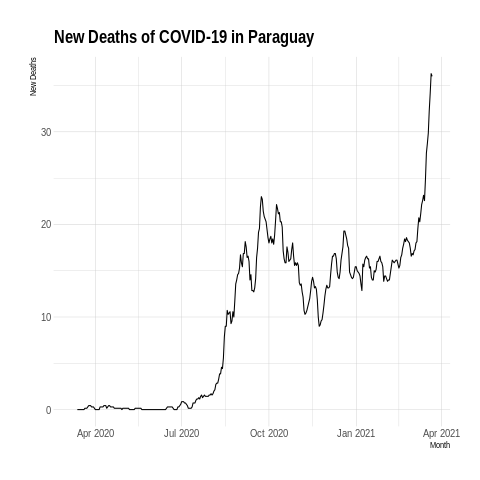 New Deaths of COVID-19 in Paraguay
New Deaths
30
20
10
0
Apr 2020 Jul 2020 Oct 2020 Jan 2021 Apr 2021
Month